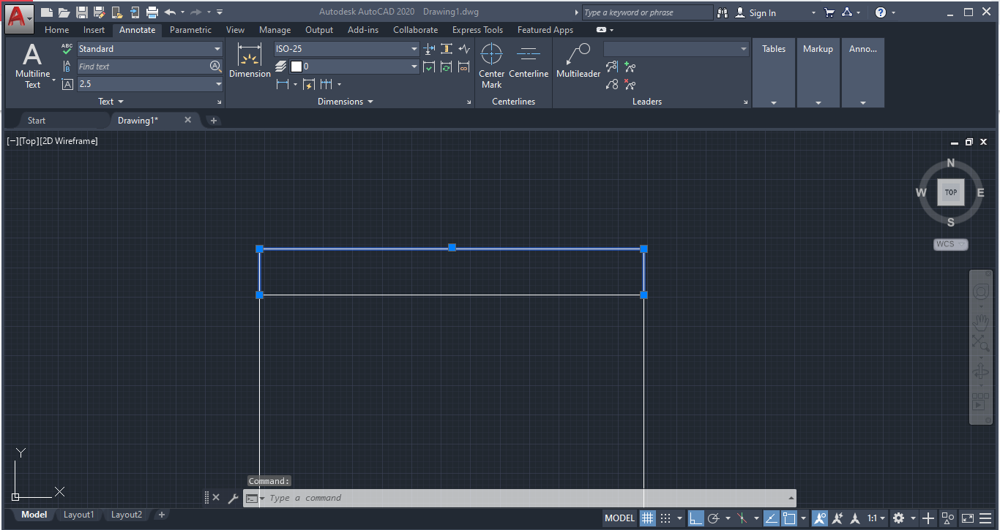 Autodesk AutoCAD 2020 Drawing1.dwg Type a keyword or phrase Sign In
Home Insert Annotate Parametric View Manage Output Add-ins Collaborate Express Tools Featured Apps
A
Multiline
Text
ABC
Standard
A
B
Find text
A
A
2.5
Text
Dimension
ISO-25
0
Dimensions
Center
Mark
Centerline
Centerlines
Multileader
Leaders
Tables
Markup
Anno...
Start
Drawing1*
[−][Top][2D Wireframe]
N
W
TOP
E
S
WCS
Y
X
Command:
Type a command
Model Layout1 Layout2
MODEL
1:1